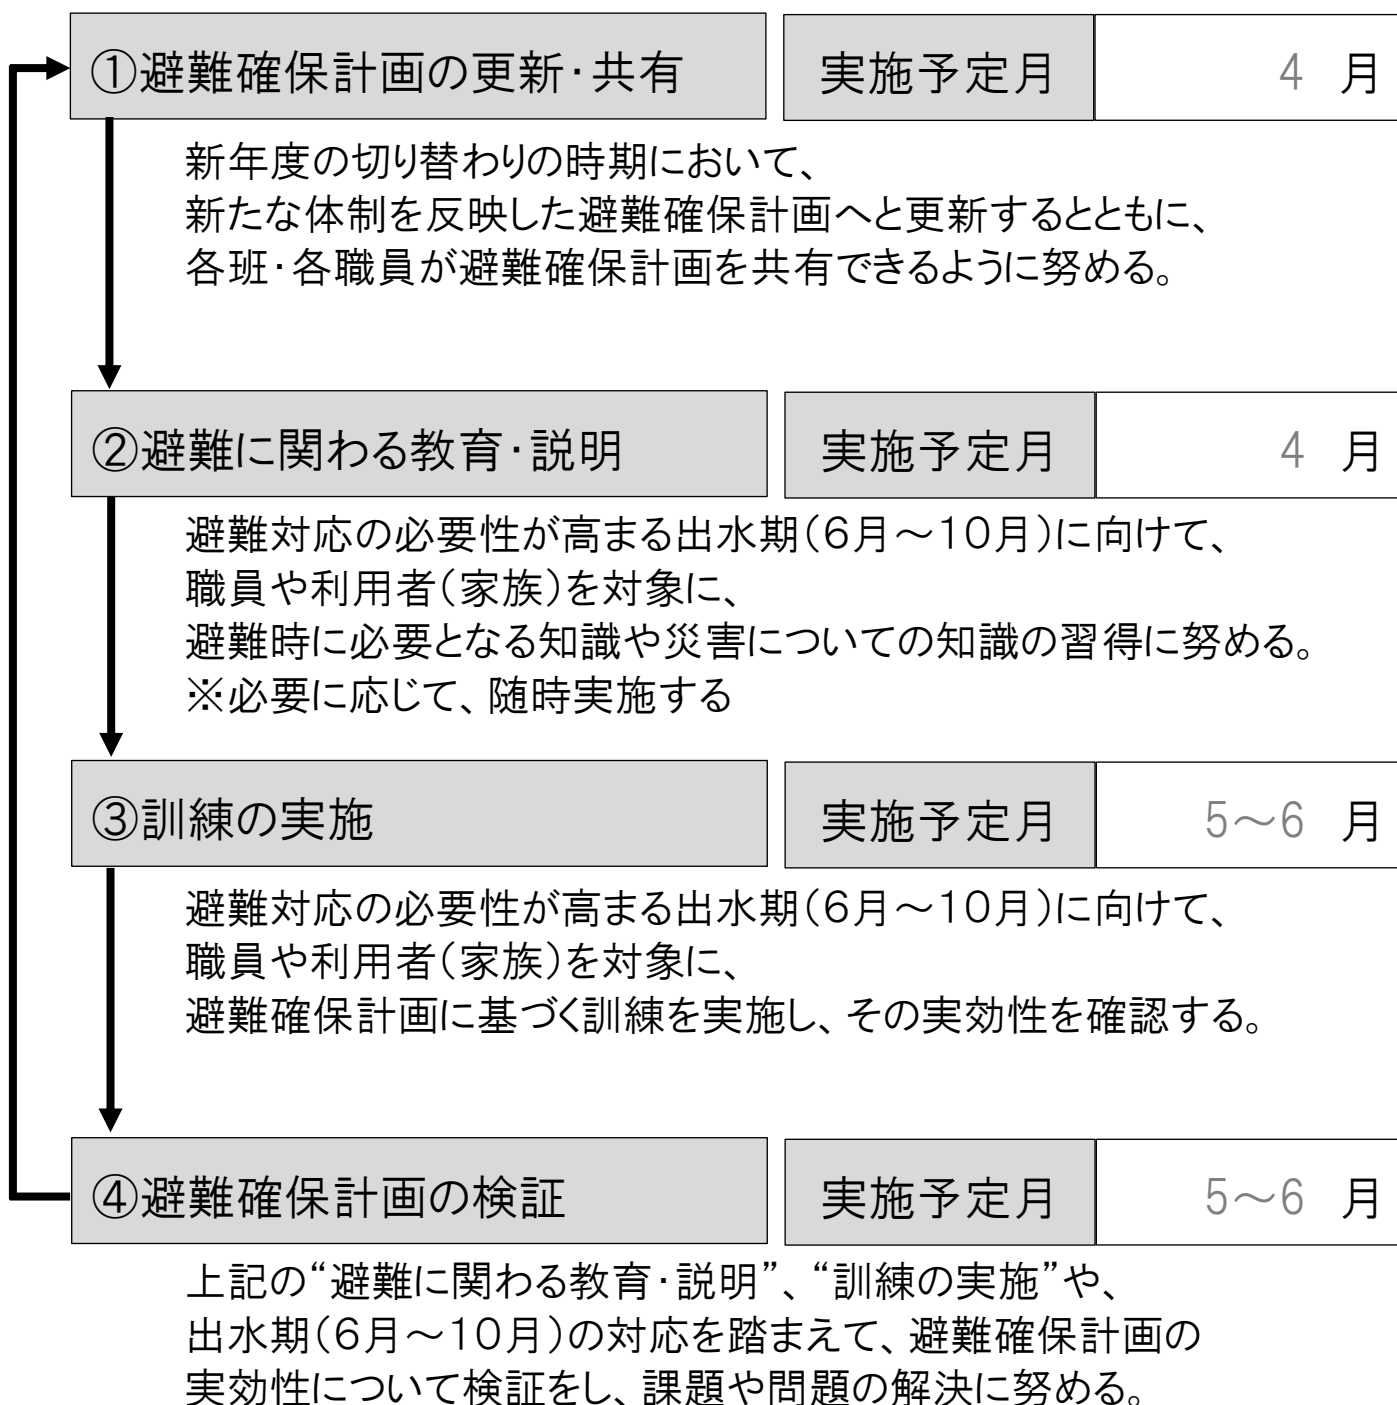 ①避難確保計画の更新・共有 実施予定月 4 月
新年度の切り替わりの時期において、
新たな体制を反映した避難確保計画へと更新するとともに、
各班・各職員が避難確保計画を共有できるように努める。
②避難に関わる教育・説明 実施予定月 4 月
避難対応の必要性が高まる出水期(6月~10月)に向けて、
職員や利用者(家族)を対象に、
避難時に必要となる知識や災害についての知識の習得に努める。
※必要に応じて、随時実施する
③訓練の実施 実施予定月 5~6 月
避難対応の必要性が高まる出水期(6月~10月)に向けて、
職員や利用者(家族)を対象に、
避難確保計画に基づく訓練を実施し、その実効性を確認する。
④避難確保計画の検証 実施予定月 5~6 月
上記の“避難に関わる教育・説明”、“訓練の実施”や、
出水期(6月~10月)の対応を踏まえて、避難確保計画の
実効性について検証をし、課題や問題の解決に努める。